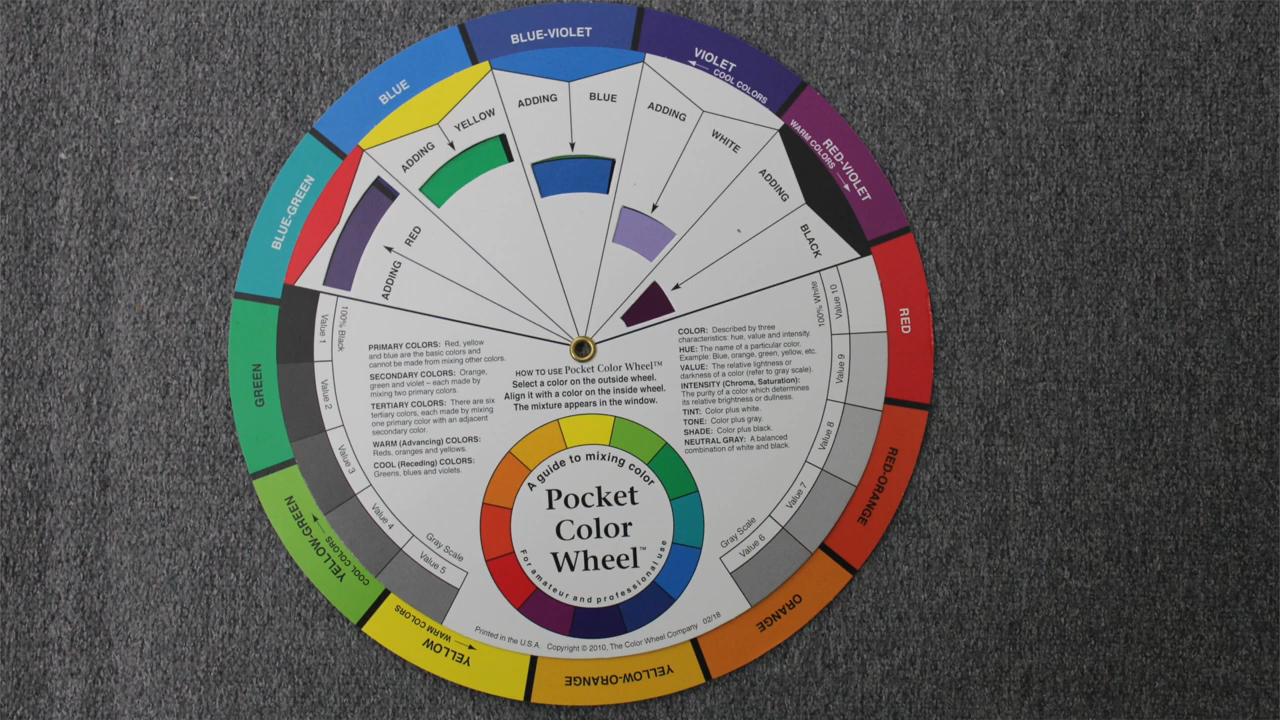 BLUE-VIOLET
VIOLET
COOL COLORS
RED-VIOLET
WARM COLORS
RED
RED-ORANGE
ORANGE
YELLOW-ORANGE
YELLOW
WARM COLORS
YELLOW-GREEN
COOL COLORS
GREEN
BLUE-GREEN
BLUE
ADDING RED
ADDING YELLOW
ADDING BLUE
ADDING WHITE
ADDING BLACK
100% Black
Value 1
Value 2
Value 3
Value 4
Value 5
Gray Scale
PRIMARY COLORS: Red, yellow
and blue are the basic colors and
cannot be made from mixing other colors.
SECONDARY COLORS: Orange,
green and violet – each made by
mixing two primary colors.
TERTIARY COLORS: There are six
tertiary colors, each made by mixing
one primary color with an adjacent
secondary color.
WARM (Advancing) COLORS:
Reds, oranges and yellows.
COOL (Receding) COLORS:
Greens, blues and violets.
HOW TO USE Pocket Color Wheel™
Select a color on the outside wheel.
Align it with a color on the inside wheel.
The mixture appears in the window.
COLOR: Described by three
characteristics: hue, value and intensity.
HUE: The name of a particular color.
Example: Blue, orange, green, yellow, etc.
VALUE: The relative lightness or
darkness of a color (refer to gray scale).
INTENSITY (Chroma, Saturation):
The purity of a color which determines
its relative brightness or dullness.
TINT: Color plus white.
TONE: Color plus gray.
SHADE: Color plus black.
NEUTRAL GRAY: A balanced
combination of white and black.
100% White
Value 10
Value 9
Value 8
Value 7
Value 6
Gray Scale
A guide to mixing color
Pocket
Color
Wheel™
For amateur and professional use
Printed in the U.S.A. Copyright © 2010, The Color Wheel Company 02/18